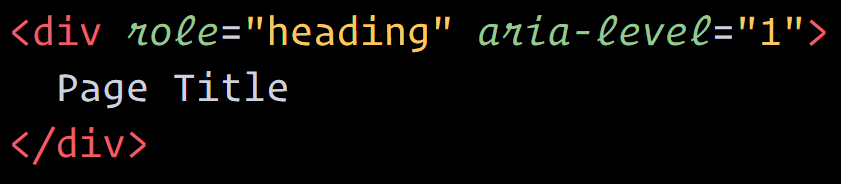 <div role="heading" aria-level="1">
  Page Title
</div>